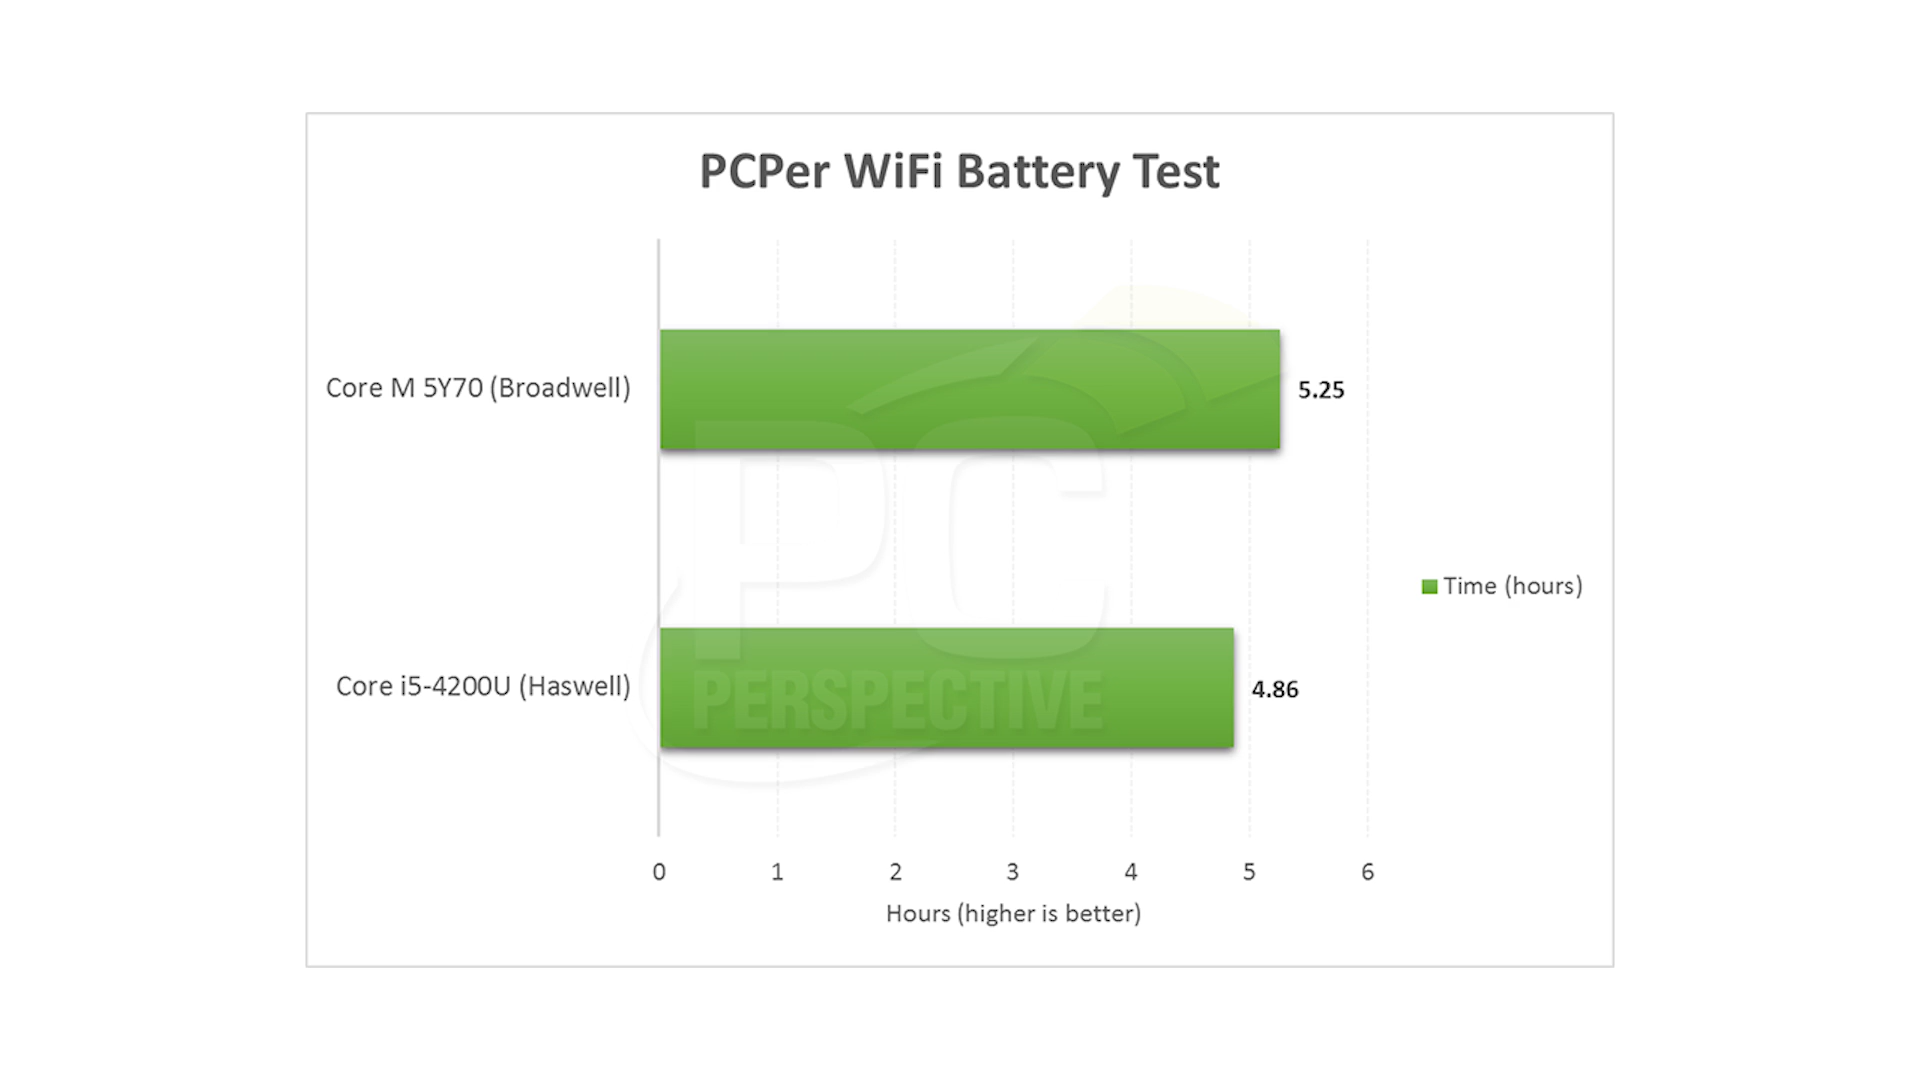 PCPer WiFi Battery Test
Core M 5Y70 (Broadwell)
5.25
Time (hours)
Core i5-4200U (Haswell)
4.86
PC
PERSPECTIVE
0 1 2 3 4 5 6
Hours (higher is better)